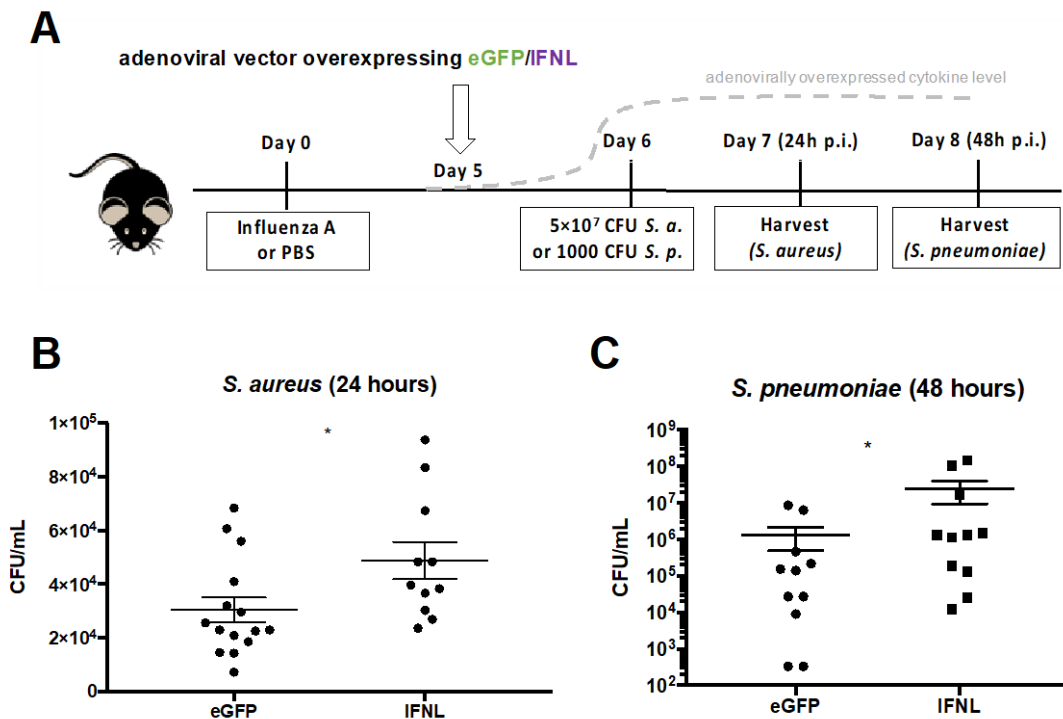 A
adenoviral vector overexpressing eGFP/IFNL
adenovirally overexpressed cytokine level
Day 0
Day 5
Day 6
Day 7 (24h p.i.)
Day 8 (48h p.i.)
Influenza A
or PBS
5×10⁷ CFU S. a.
or 1000 CFU S. p.
Harvest
(S. aureus)
Harvest
(S. pneumoniae)
B
S. aureus (24 hours)
*
CFU/mL
1×10⁵
8×10⁴
6×10⁴
4×10⁴
2×10⁴
0
eGFP
IFNL
C
S. pneumoniae (48 hours)
*
CFU/mL
10⁹
10⁸
10⁷
10⁶
10⁵
10⁴
10³
10²
eGFP
IFNL